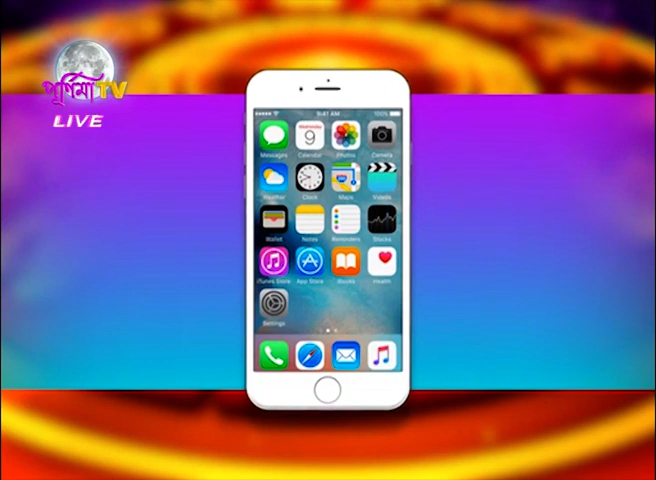 পূর্ণিমাTV
LIVE
9:41 AM 100%
Wednesday
9
Messages Calendar Photos Camera
Weather Clock Maps Videos
Wallet Notes Reminders Stocks
iTunes Store App Store iBooks Health
Settings